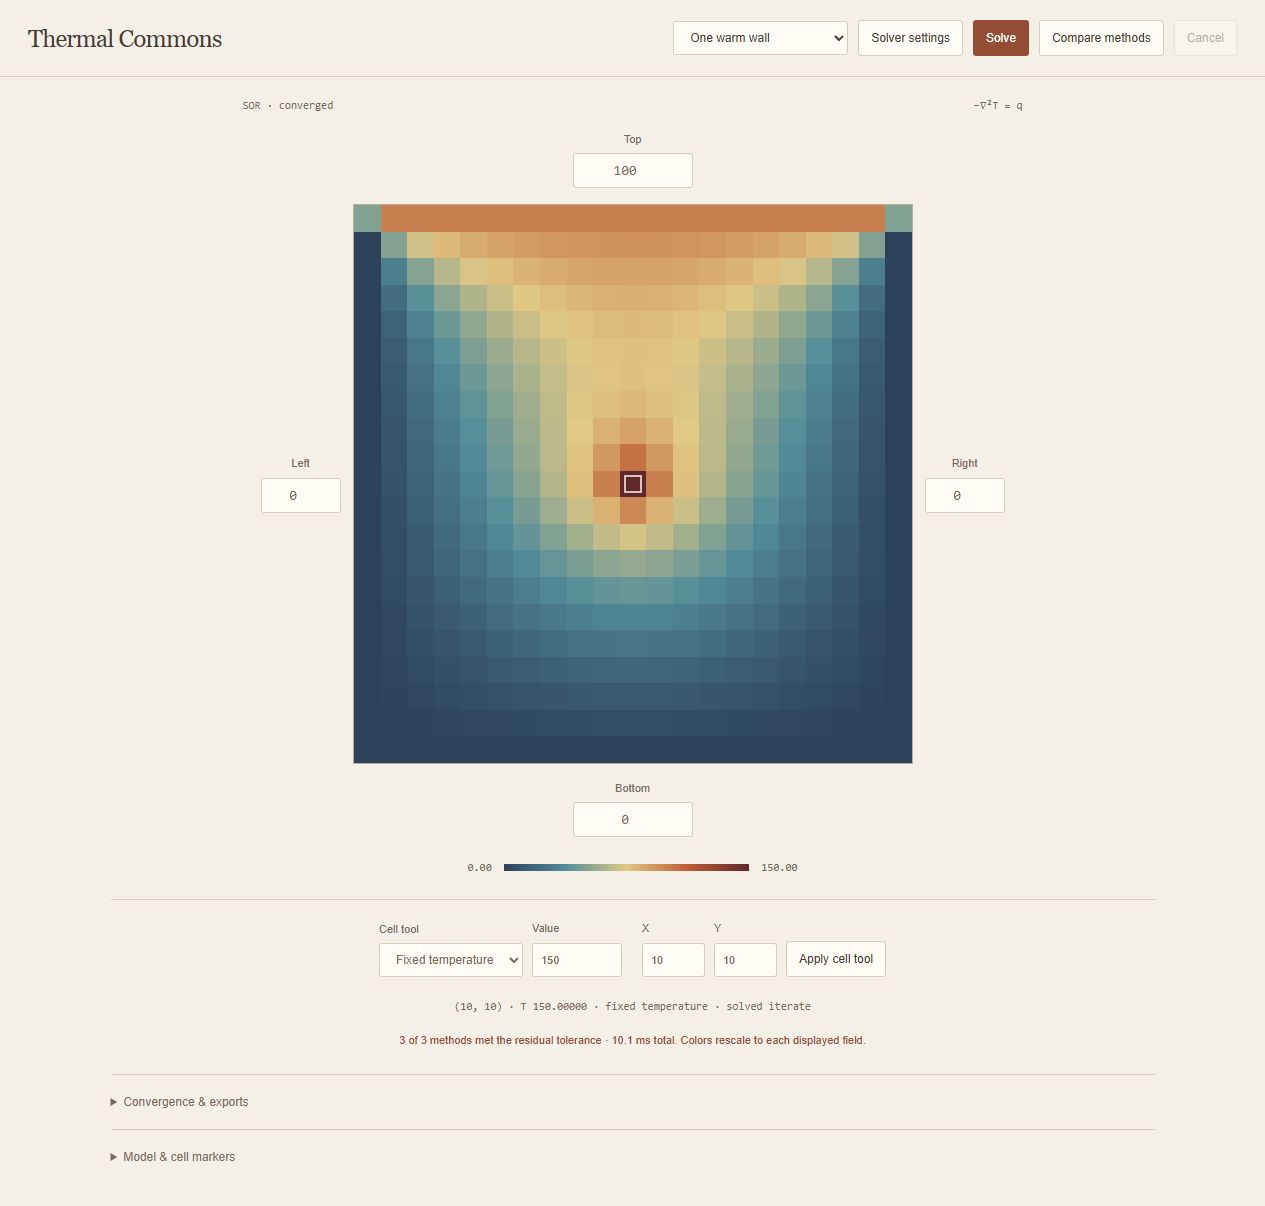 Thermal Commons
One warm wall
Solver settings
Solve
Compare methods
Cancel
SOR · converged
−∇²T = q
Top
100
Left
0
Right
0
Bottom
0
0.00
150.00
Cell tool
Value
X
Y
Fixed temperature
150
10
10
Apply cell tool
(10, 10) · T 150.00000 · fixed temperature · solved iterate
3 of 3 methods met the residual tolerance · 10.1 ms total. Colors rescale to each displayed field.
Convergence & exports
Model & cell markers